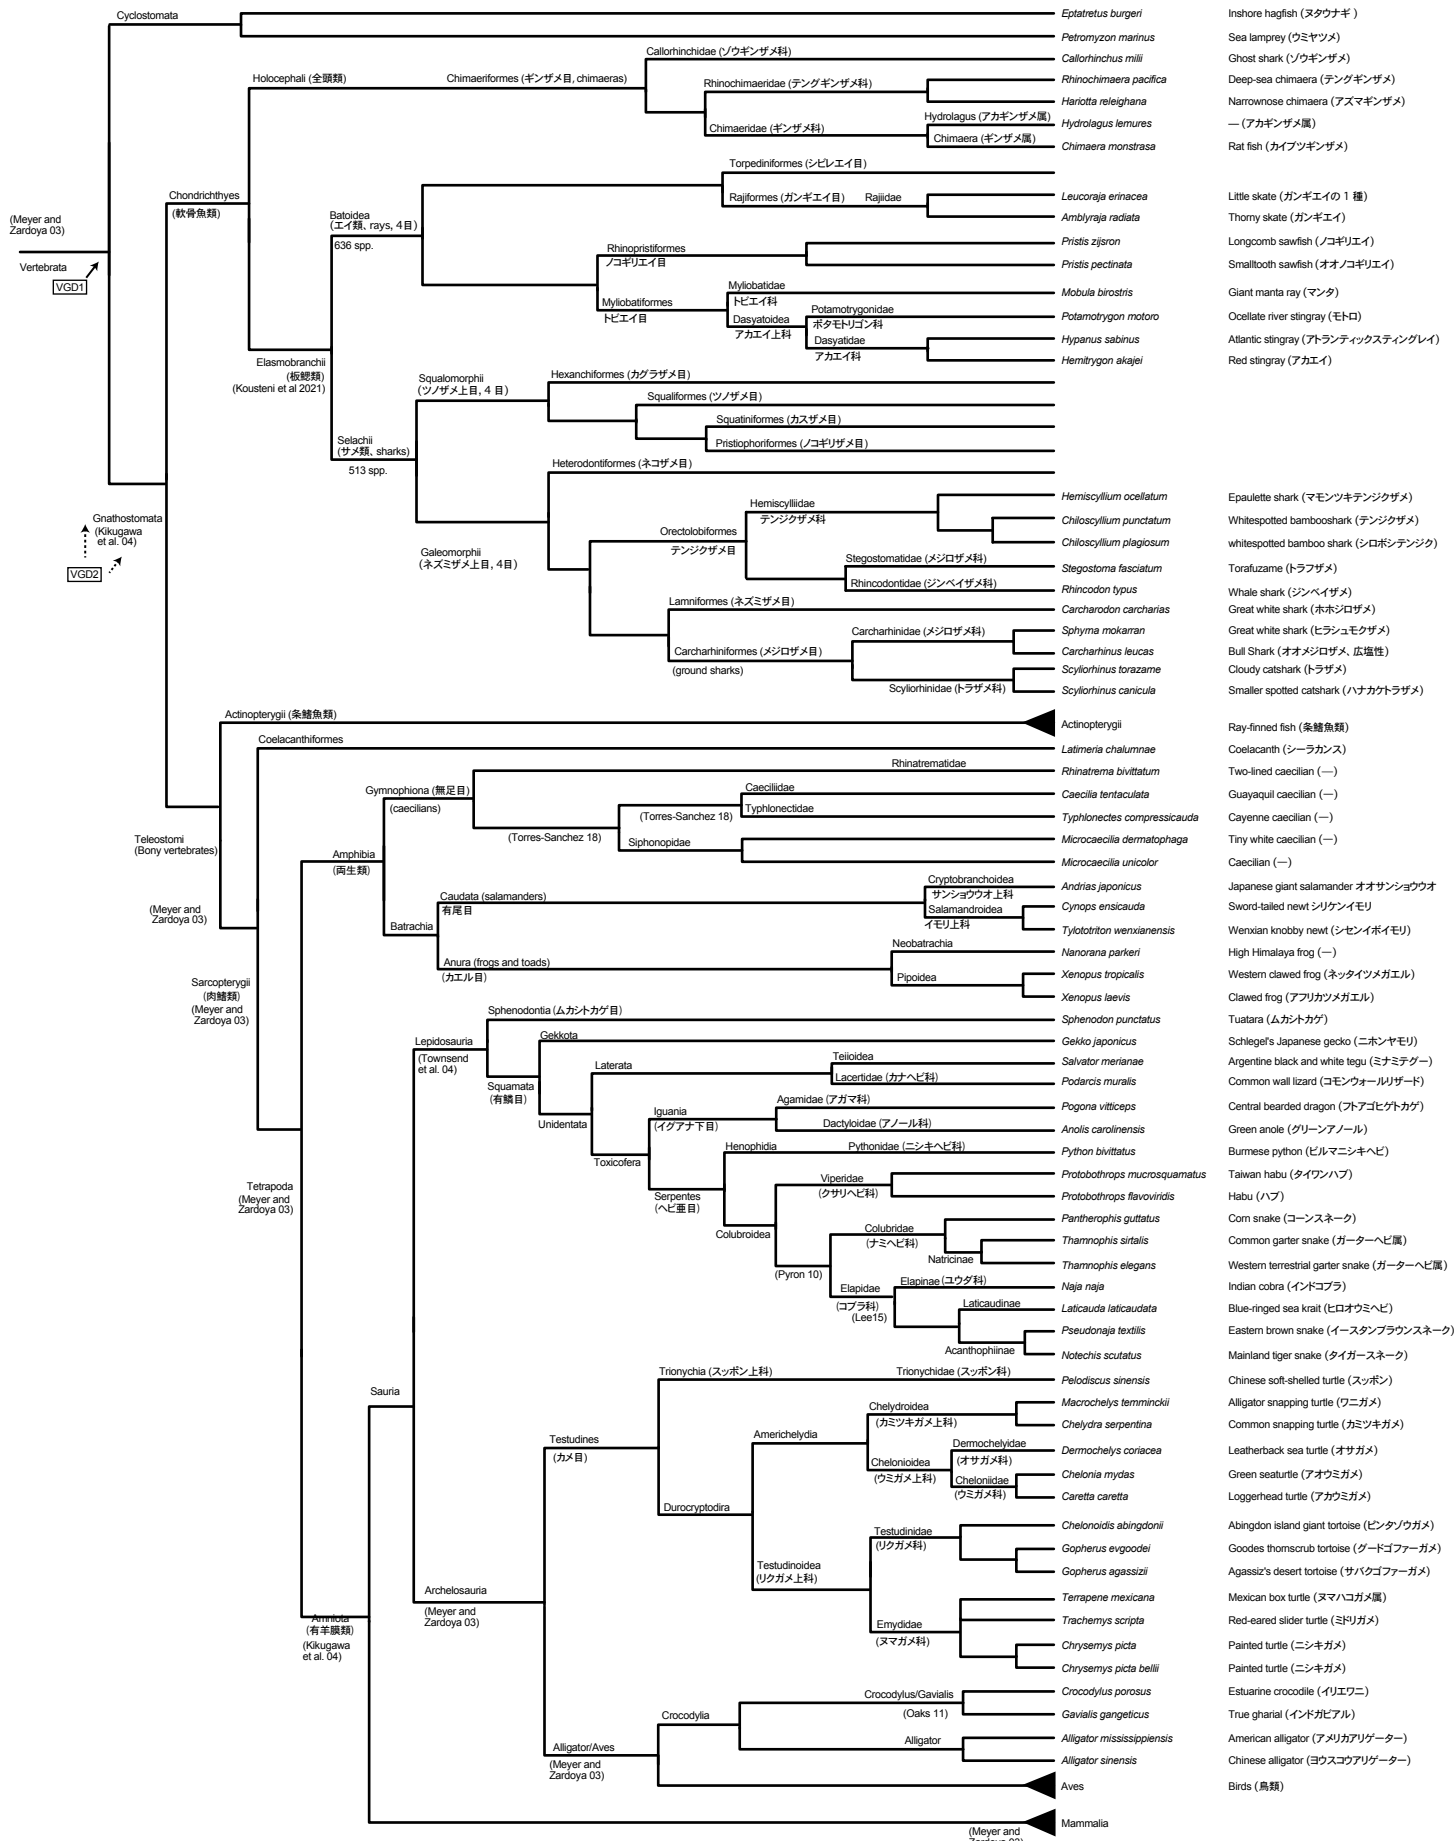 Cyclostomata
Eptatretus burgeri Inshore hagfish (ヌタウナギ )
Petromyzon marinus Sea lamprey (ウミヤツメ)
Callorhinchidae (ゾウギンザメ科)
Callorhinchus milii Ghost shark (ゾウギンザメ)
Holocephali (全頭類) Chimaeriformes (ギンザメ目, chimaeras)
Rhinochimaeridae (テングギンザメ科)
Rhinochimaera pacifica Deep-sea chimaera (テングギンザメ)
Hariotta releighana Narrownose chimaera (アズマギンザメ)
Hydrolagus (アカギンザメ属)
Hydrolagus lemures — (アカギンザメ属)
Chimaeridae (ギンザメ科)
Chimaera (ギンザメ属)
Chimaera monstrasa Rat fish (カイブツギンザメ)
Torpediniformes (シビレエイ目)
Chondrichthyes
(軟骨魚類)
Rajiformes (ガンギエイ目) Rajiidae
Leucoraja erinacea Little skate (ガンギエイの 1 種)
Amblyraja radiata Thorny skate (ガンギエイ)
(Meyer and
Zardoya 03)
Batoidea
(エイ類、rays, 4目)
636 spp.
Vertebrata
VGD1
Rhinopristiformes
ノコギリエイ目
Pristis zijsron Longcomb sawfish (ノコギリエイ)
Pristis pectinata Smalltooth sawfish (オオノコギリエイ)
Myliobatidae
トビエイ科
Mobula birostris Giant manta ray (マンタ)
Myliobatiformes
トビエイ目
Dasyatoidea
アカエイ上科
Potamotrygonidae
ポタモトリゴン科
Potamotrygon motoro Ocellate river stingray (モトロ)
Dasyatidae
アカエイ科
Hypanus sabinus Atlantic stingray (アトランティックスティングレイ)
Hemitrygon akajei Red stingray (アカエイ)
Elasmobranchii
(板鰓類)
(Kousteni et al 2021)
Squalomorphii
(ツノザメ上目, 4 目)
Hexanchiformes (カグラザメ目)
Squaliformes (ツノザメ目)
Squatiniformes (カスザメ目)
Pristiophoriformes (ノコギリザメ目)
Selachii
(サメ類、sharks)
513 spp.
Heterodontiformes (ネコザメ目)
Hemiscylliidae
テンジクザメ科
Hemiscyllium ocellatum Epaulette shark (マモンツキテンジクザメ)
Chiloscyllium punctatum Whitespotted bambooshark (テンジクザメ)
Chiloscyllium plagiosum whitespotted bamboo shark (シロボシテンジク)
Gnathostomata
(Kikugawa
et al. 04)
VGD2
Orectolobiformes
テンジクザメ目
Galeomorphii
(ネズミザメ上目, 4目)
Stegostomatidae (メジロザメ科)
Stegostoma fasciatum Torafuzame (トラフザメ)
Rhincodontidae (ジンベイザメ科)
Rhincodon typus Whale shark (ジンベイザメ)
Lamniformes (ネズミザメ目)
Carcharodon carcharias Great white shark (ホホジロザメ)
Carcharhinidae (メジロザメ科)
Sphyrna mokarran Great white shark (ヒラシュモクザメ)
Carcharhiniformes (メジロザメ目)
(ground sharks)
Carcharhinus leucas Bull Shark (オオメジロザメ、広塩性)
Scyliorhinus torazame Cloudy catshark (トラザメ)
Scyliorhinidae (トラザメ科)
Scyliorhinus canicula Smaller spotted catshark (ハナカケトラザメ)
Actinopterygii (条鰭魚類)
Actinopterygii Ray-finned fish (条鰭魚類)
Coelacanthiformes
Latimeria chalumnae Coelacanth (シーラカンス)
Rhinatrematidae
Rhinatrema bivittatum Two-lined caecilian (—)
Gymnophiona (無足目)
(caecilians)
Caeciliidae
Caecilia tentaculata Guayaquil caecilian (—)
(Torres-Sanchez 18)
Typhlonectidae
Typhlonectes compressicauda Cayenne caecilian (—)
(Torres-Sanchez 18)
Siphonopidae
Microcaecilia dermatophaga Tiny white caecilian (—)
Microcaecilia unicolor Caecilian (—)
Teleostomi
(Bony vertebrates)
Amphibia
(両生類)
Cryptobranchoidea
サンショウウオ上科
Andrias japonicus Japanese giant salamander オオサンショウウオ
Caudata (salamanders)
有尾目
Salamandroidea
イモリ上科
Cynops ensicauda Sword-tailed newt シリケンイモリ
Tylototriton wenxianensis Wenxian knobby newt (シセンイボイモリ)
(Meyer and
Zardoya 03)
Batrachia
Neobatrachia
Nanorana parkeri High Himalaya frog (—)
Anura (frogs and toads)
(カエル目)
Pipoidea
Xenopus tropicalis Western clawed frog (ネッタイツメガエル)
Xenopus laevis Clawed frog (アフリカツメガエル)
Sarcopterygii
(肉鰭類)
(Meyer and
Zardoya 03)
Sphenodontia (ムカシトカゲ目)
Sphenodon punctatus Tuatara (ムカシトカゲ)
Lepidosauria
(Townsend
et al. 04)
Gekkota
Gekko japonicus Schlegel's Japanese gecko (ニホンヤモリ)
Laterata
Teiioidea
Salvator merianae Argentine black and white tegu (ミナミテグー)
Lacertidae (カナヘビ科)
Podarcis muralis Common wall lizard (コモンウォールリザード)
Squamata
(有鱗目)
Unidentata
Iguania
(イグアナ下目)
Agamidae (アガマ科)
Pogona vitticeps Central bearded dragon (フトアゴヒゲトカゲ)
Dactyloidae (アノール科)
Anolis carolinensis Green anole (グリーンアノール)
Toxicofera
Henophidia Pythonidae (ニシキヘビ科)
Python bivittatus Burmese python (ビルマニシキヘビ)
Viperidae
(クサリヘビ科)
Protobothrops mucrosquamatus Taiwan habu (タイワンハブ)
Protobothrops flavoviridis Habu (ハブ)
Tetrapoda
(Meyer and
Zardoya 03)
Serpentes
(ヘビ亜目)
Colubroidea
Colubridae
(ナミヘビ科)
Pantherophis guttatus Corn snake (コーンスネーク)
Natricinae
Thamnophis sirtalis Common garter snake (ガーターヘビ属)
Thamnophis elegans Western terrestrial garter snake (ガーターヘビ属)
(Pyron 10)
Elapidae
(コブラ科)
(Lee15)
Elapinae (ユウダ科)
Naja naja Indian cobra (インドコブラ)
Laticaudinae
Laticauda laticaudata Blue-ringed sea krait (ヒロオウミヘビ)
Acanthophiinae
Pseudonaja textilis Eastern brown snake (イースタンブラウンスネーク)
Notechis scutatus Mainland tiger snake (タイガースネーク)
Sauria
Trionychia (スッポン上科) Trionychidae (スッポン科)
Pelodiscus sinensis Chinese soft-shelled turtle (スッポン)
Testudines
(カメ目)
Americhelydia
Chelydroidea
(カミツキガメ上科)
Macrochelys temminckii Alligator snapping turtle (ワニガメ)
Chelydra serpentina Common snapping turtle (カミツキガメ)
Chelonioidea
(ウミガメ上科)
Dermochelyidae
(オサガメ科)
Dermochelys coriacea Leatherback sea turtle (オサガメ)
Cheloniidae
(ウミガメ科)
Chelonia mydas Green seaturtle (アオウミガメ)
Caretta caretta Loggerhead turtle (アカウミガメ)
Durocryptodira
Testudinidae
(リクガメ科)
Chelonoidis abingdonii Abingdon island giant tortoise (ピンタゾウガメ)
Gopherus evgoodei Goodes thornscrub tortoise (グードゴファーガメ)
Gopherus agassizii Agassiz's desert tortoise (サバクゴファーガメ)
Testudinoidea
(リクガメ上科)
Emydidae
(ヌマガメ科)
Terrapene mexicana Mexican box turtle (ヌマハコガメ属)
Trachemys scripta Red-eared slider turtle (ミドリガメ)
Chrysemys picta Painted turtle (ニシキガメ)
Chrysemys picta bellii Painted turtle (ニシキガメ)
Archelosauria
(Meyer and
Zardoya 03)
Amniota
(有羊膜類)
(Kikugawa
et al. 04)
Crocodylia
Crocodylus/Gavialis
(Oaks 11)
Crocodylus porosus Estuarine crocodile (イリエワニ)
Gavialis gangeticus True gharial (インドガビアル)
Alligator
Alligator mississippiensis American alligator (アメリカアリゲーター)
Alligator sinensis Chinese alligator (ヨウスコウアリゲーター)
Alligator/Aves
(Meyer and
Zardoya 03)
Aves Birds (鳥類)
Mammalia
(Meyer and